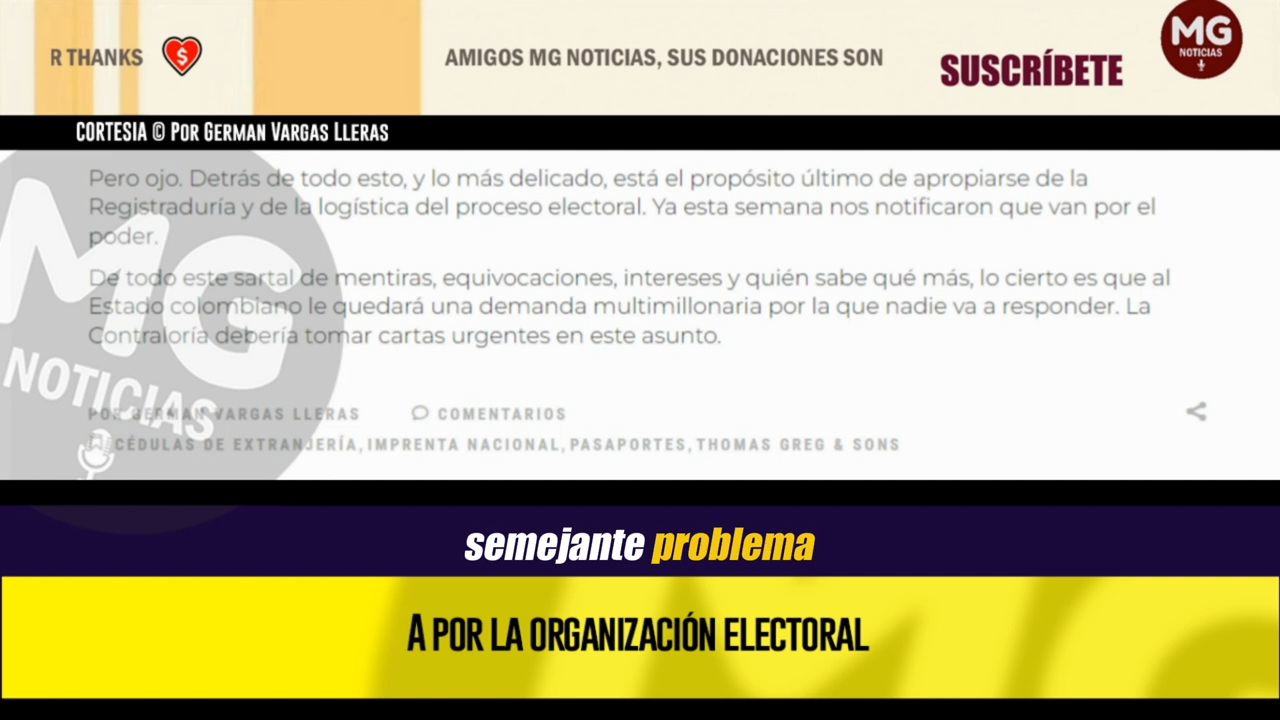 R THANKS
AMIGOS MG NOTICIAS, SUS DONACIONES SON
SUSCRÍBETE
MG
NOTICIAS
CORTESIA © POR GERMAN VARGAS LLERAS
Pero ojo. Detrás de todo esto, y lo más delicado, está el propósito último de apropiarse de la
Registraduría y de la logística del proceso electoral. Ya esta semana nos notificaron que van por el
poder.
De todo este sartal de mentiras, equivocaciones, intereses y quién sabe qué más, lo cierto es que al
Estado colombiano le quedará una demanda multimillonaria por la que nadie va a responder. La
Contraloría debería tomar cartas urgentes en este asunto.
MG
NOTICIAS
POR GERMAN VARGAS LLERAS
COMENTARIOS
CÉDULAS DE EXTRANJERÍA, IMPRENTA NACIONAL, PASAPORTES, THOMAS GREG & SONS
semejante problema
A POR LA ORGANIZACIÓN ELECTORAL